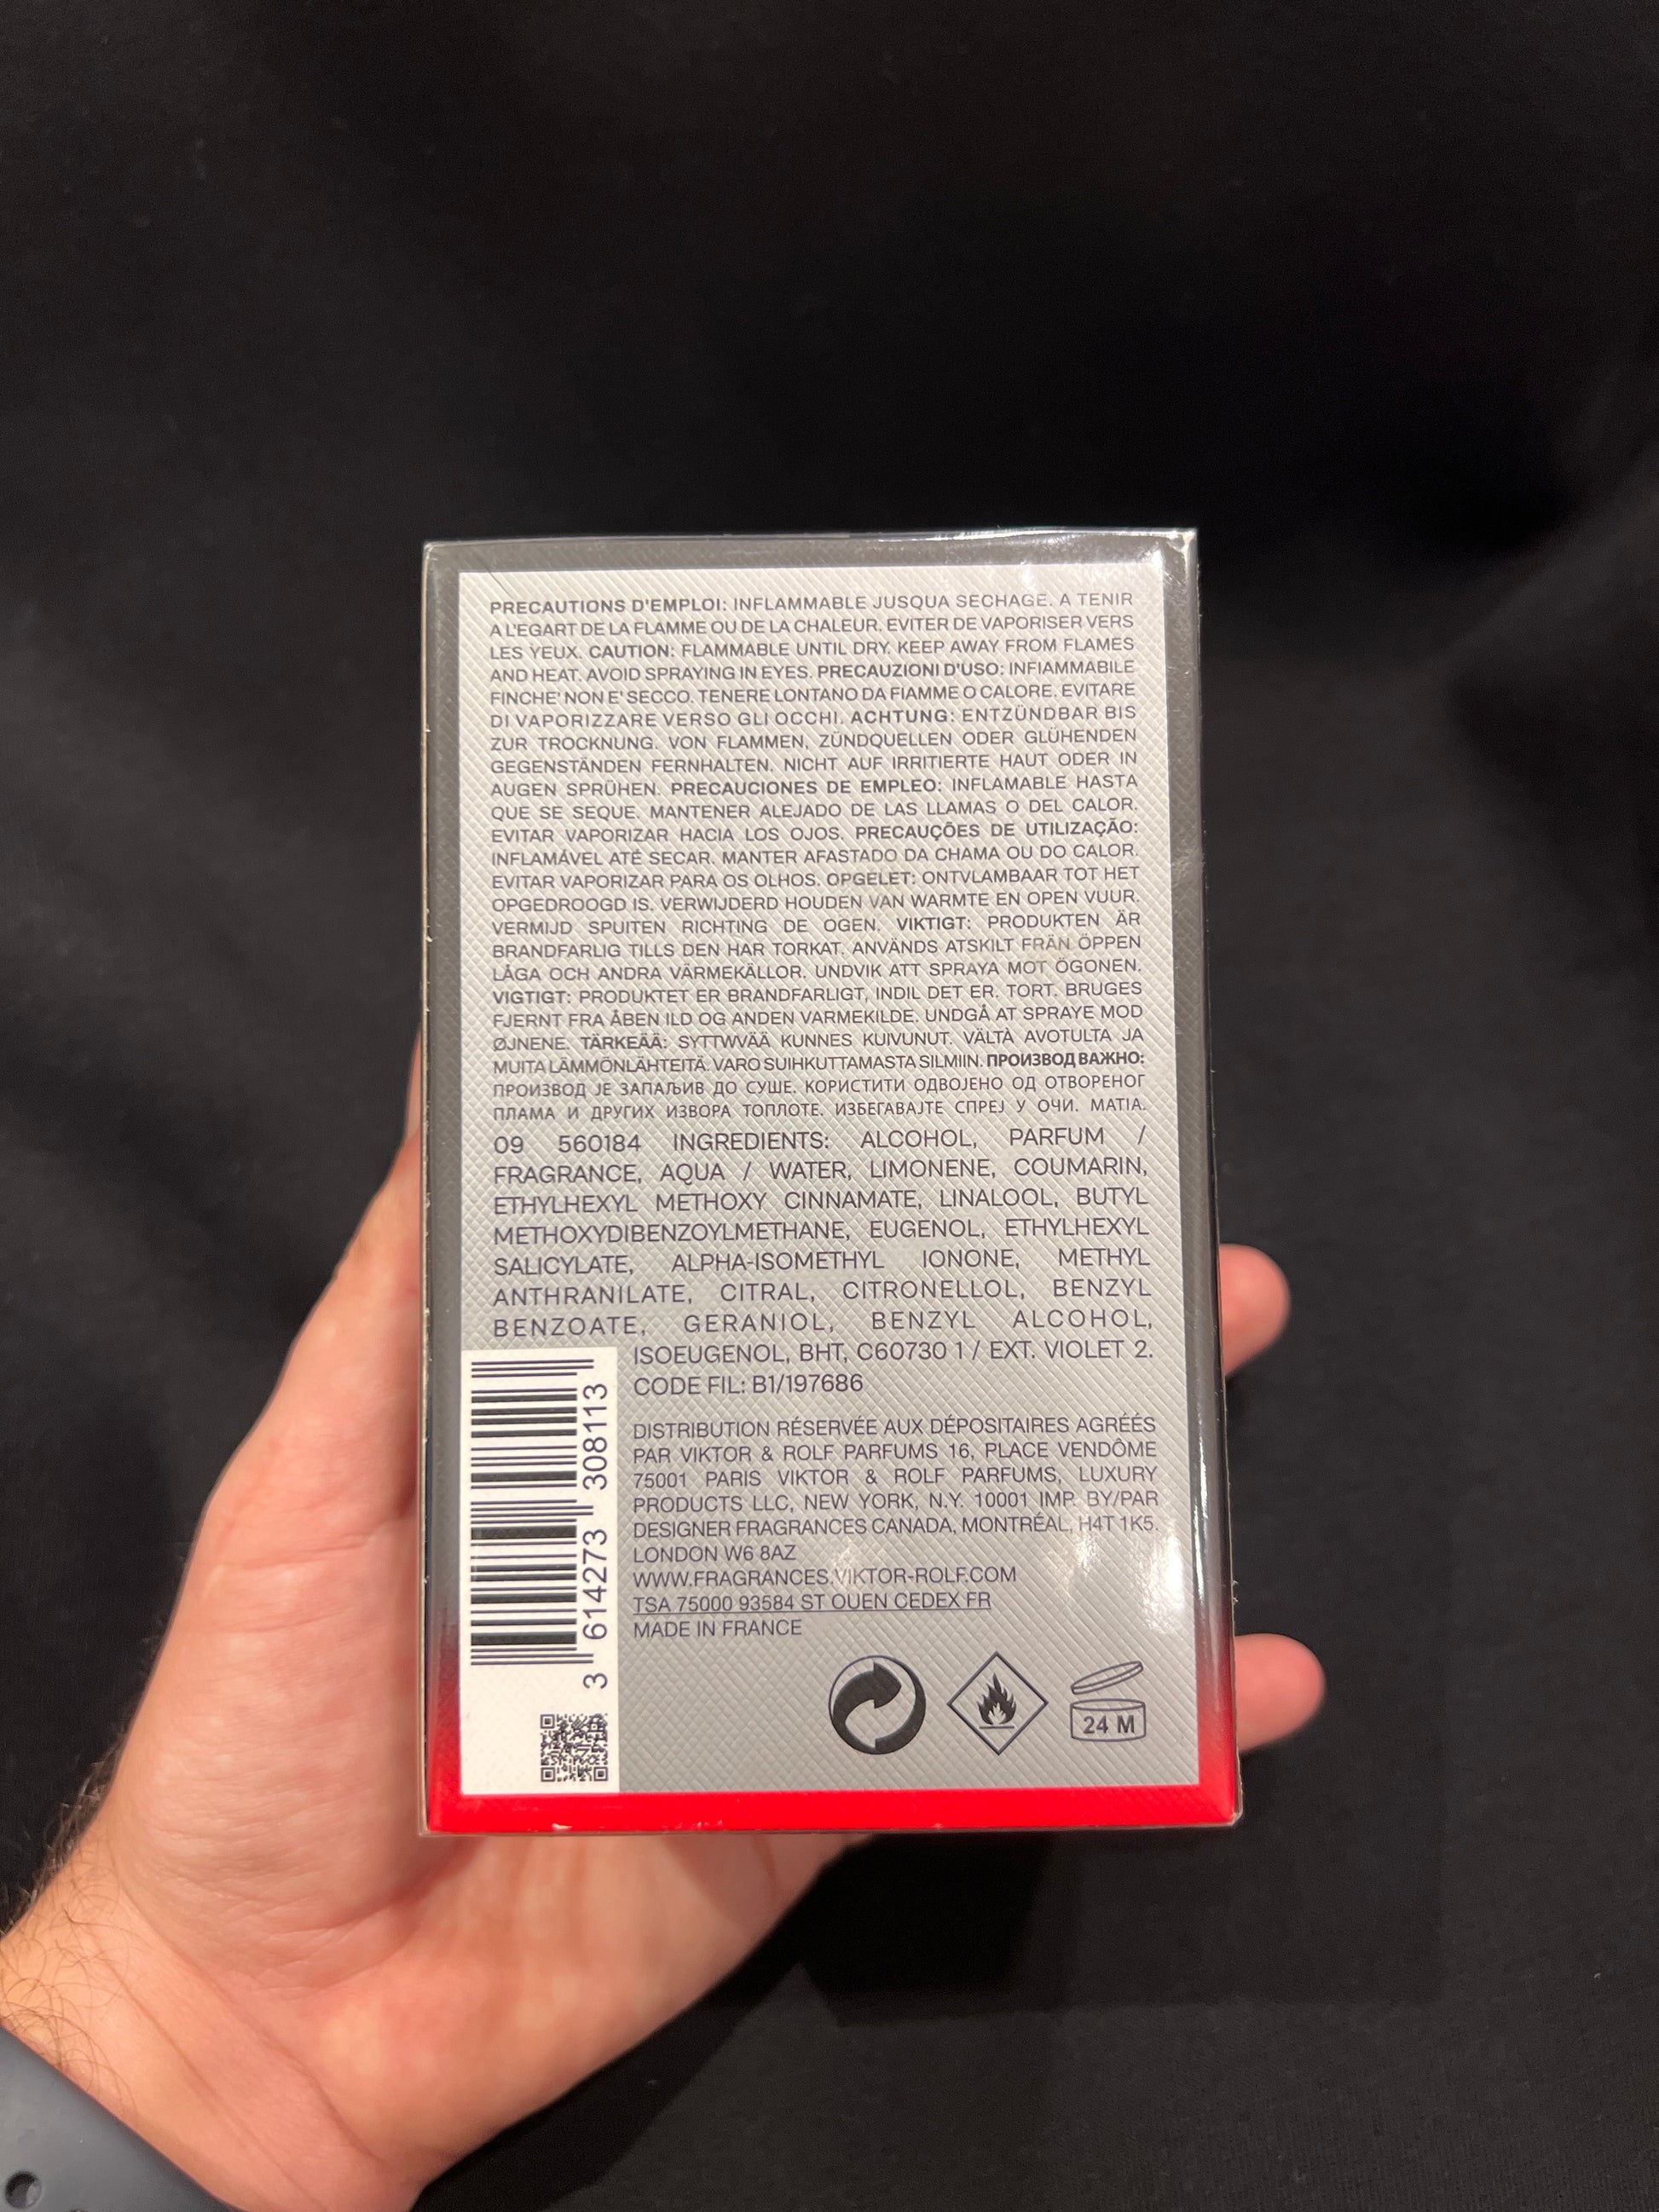 PRECAUTIONS D'EMPLOI: INFLAMMABLE JUSQUA SECHAGE. A TENIR
A L'EGART DE LA FLAMME OU DE LA CHALEUR. EVITER DE VAPORISER VERS
LES YEUX. CAUTION: FLAMMABLE UNTIL DRY. KEEP AWAY FROM FLAMES
AND HEAT. AVOID SPRAYING IN EYES. PRECAUZIONI D'USO: INFIAMMABILE
FINCHE' NON E' SECCO. TENERE LONTANO DA FIAMME O CALORE. EVITARE
DI VAPORIZZARE VERSO GLI OCCHI. ACHTUNG: ENTZÜNDBAR BIS
ZUR TROCKNUNG. VON FLAMMEN, ZÜNDQUELLEN ODER GLÜHENDEN
GEGENSTÄNDEN FERNHALTEN. NICHT AUF IRRITIERTE HAUT ODER IN
AUGEN SPRÜHEN. PRECAUCIONES DE EMPLEO: INFLAMABLE HASTA
QUE SE SEQUE. MANTENER ALEJADO DE LAS LLAMAS O DEL CALOR.
EVITAR VAPORIZAR HACIA LOS OJOS. PRECAUÇÕES DE UTILIZAÇÃO:
INFLAMÁVEL ATÉ SECAR. MANTER AFASTADO DA CHAMA OU DO CALOR.
EVITAR VAPORIZAR PARA OS OLHOS. OPGELET: ONTVLAMBAAR TOT HET
OPGEDROOGD IS. VERWIJDERD HOUDEN VAN WARMTE EN OPEN VUUR.
VERMIJD SPUITEN RICHTING DE OGEN. VIKTIGT: PRODUKTEN ÄR
BRANDFARLIG TILLS DEN HAR TORKAT. ANVÄNDS ATSKILT FRÄN ÖPPEN
LÅGA OCH ANDRA VÄRMEKÄLLOR. UNDVIK ATT SPRAYA MOT ÖGONEN.
VIGTIGT: PRODUKTET ER BRANDFARLIGT, INDIL DET ER. TORT. BRUGES
FJERNT FRA ÅBEN ILD OG ANDEN VARMEKILDE. UNDGÅ AT SPRAYE MOD
ØJNENE. TÄRKEÄÄ: SYTTWVÄÄ KUNNES KUIVUNUT. VÄLTÀ AVOTULTA JA
MUITA LÄMMÖNLÄHTEITÄ. VARO SUIHKUTTAMASTA SILMIIN. ПРОИЗВОД ВАЖНО:
ПРОИЗВОД ЈЕ ЗАПАЉИВ ДО СУШЕ. КОРИСТИТИ ОДВОЈЕНО ОД ОТВОРЕНОГ
ПЛАМА И ДРУГИХ ИЗВОРА ТОПЛОТЕ. ИЗБЕГАВАЈТЕ СПРЕЈ У ОЧИ. MATIA.
09 560184 INGREDIENTS: ALCOHOL, PARFUM /
FRAGRANCE, AQUA / WATER, LIMONENE, COUMARIN,
ETHYLHEXYL METHOXY CINNAMATE, LINALOOL, BUTYL
METHOXYDIBENZOYLMETHANE, EUGENOL, ETHYLHEXYL
SALICYLATE, ALPHA-ISOMETHYL IONONE, METHYL
ANTHRANILATE, CITRAL, CITRONELLOL, BENZYL
BENZOATE, GERANIOL, BENZYL ALCOHOL,
ISOEUGENOL, BHT, C60730 1 / EXT. VIOLET 2.
CODE FIL: B1/197686
DISTRIBUTION RÉSERVÉE AUX DÉPOSITAIRES AGRÉÉS
PAR VIKTOR & ROLF PARFUMS 16, PLACE VENDÔME
75001 PARIS VIKTOR & ROLF PARFUMS, LUXURY
PRODUCTS LLC, NEW YORK, N.Y. 10001 IMP. BY/PAR
DESIGNER FRAGRANCES CANADA, MONTRÉAL, H4T 1K5.
LONDON W6 8AZ
WWW.FRAGRANCES.VIKTOR-ROLF.COM
TSA 75000 93584 ST OUEN CEDEX FR
MADE IN FRANCE
3 614273 308113
24 M